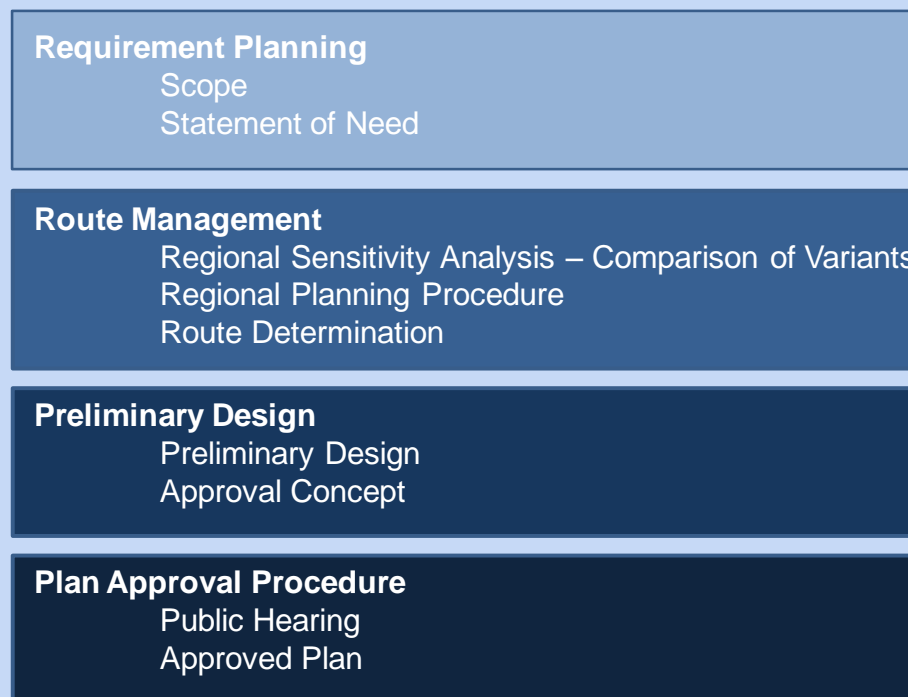 Requirement Planning
Scope
Statement of Need
Route Management
Regional Sensitivity Analysis – Comparison of Variants
Regional Planning Procedure
Route Determination
Preliminary Design
Preliminary Design
Approval Concept
Plan Approval Procedure
Public Hearing
Approved Plan